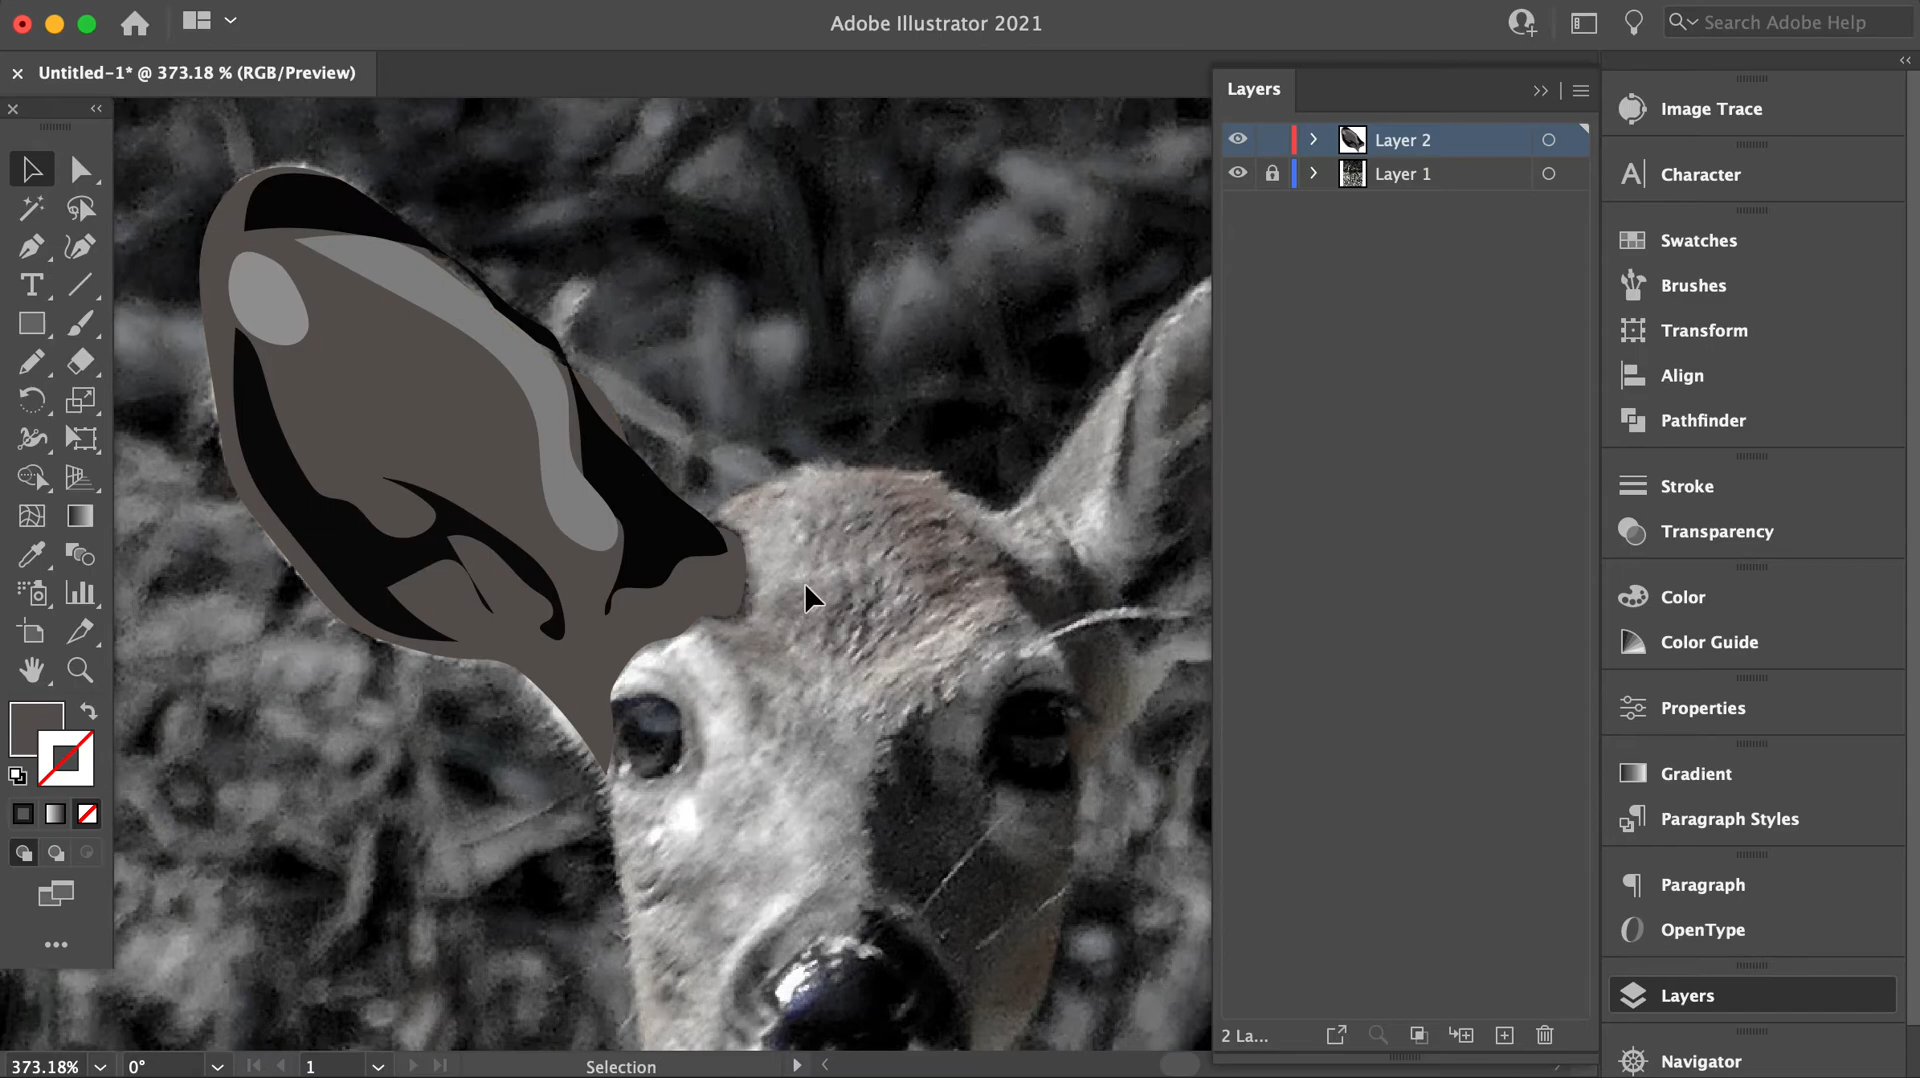 Adobe Illustrator 2021
Search Adobe Help
Untitled-1* @ 373.18 % (RGB/Preview)
Layers
Layer 2
Layer 1
Image Trace
Character
Swatches
Brushes
Transform
Align
Pathfinder
Stroke
Transparency
Color
Color Guide
Properties
Gradient
Paragraph Styles
Paragraph
OpenType
Layers
Navigator
2 La...
373.18%
0°
1
Selection